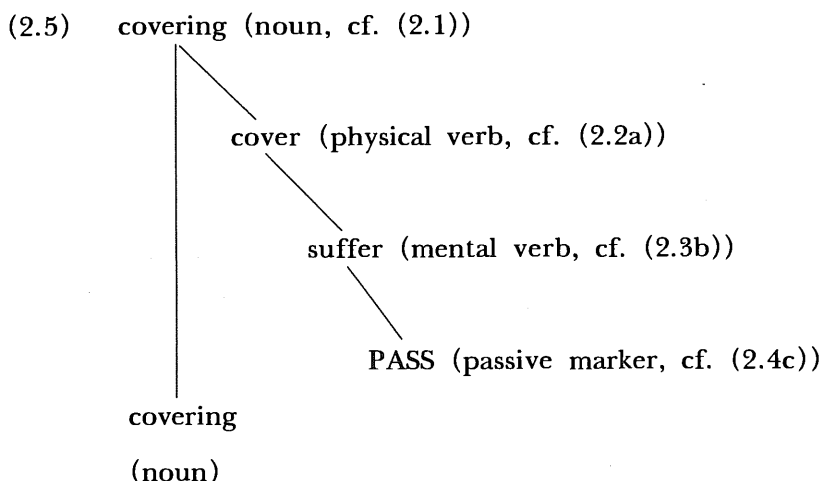 (2.5) covering (noun, cf. (2.1))
cover (physical verb, cf. (2.2a))
suffer (mental verb, cf. (2.3b))
PASS (passive marker, cf. (2.4c))
covering
(noun)